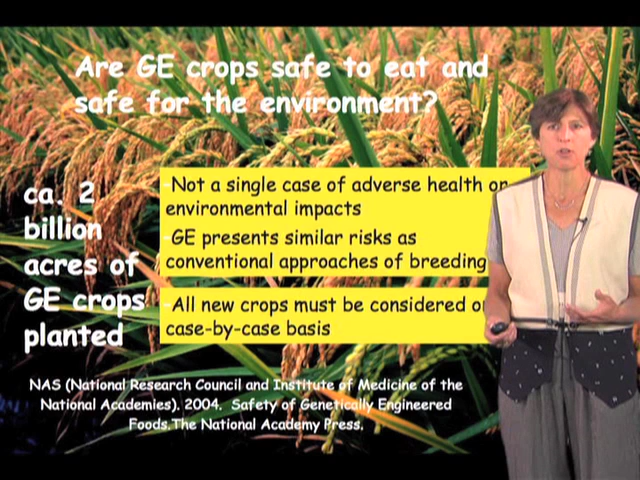 Are GE crops safe to eat and
safe for the environment?
ca. 2
billion
acres of
GE crops
planted
Not a single case of adverse health or
environmental impacts
GE presents similar risks as
conventional approaches of breeding
All new crops must be considered on
case-by-case basis
NAS (National Research Council and Institute of Medicine of the
National Academies). 2004. Safety of Genetically Engineered
Foods.The National Academy Press.